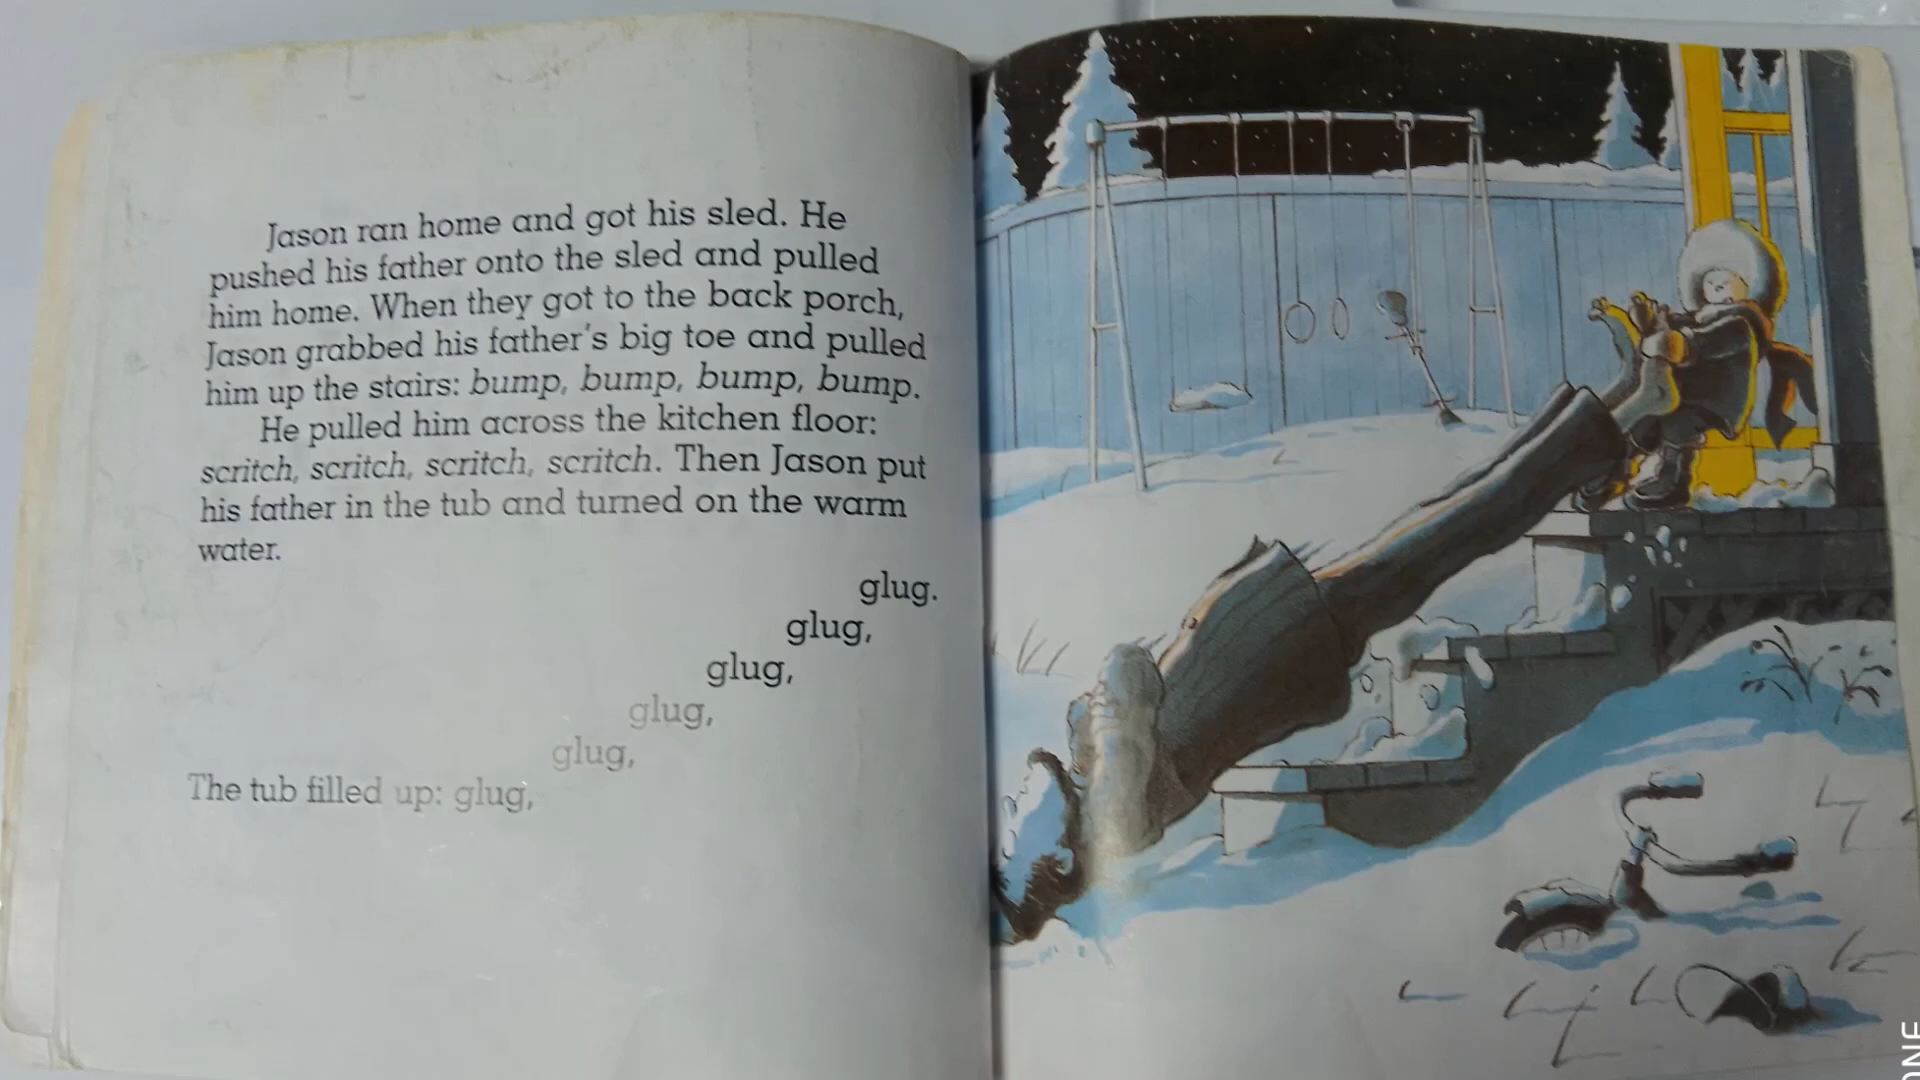 Jason ran home and got his sled. He
pushed his father onto the sled and pulled
him home. When they got to the back porch,
Jason grabbed his father's big toe and pulled
him up the stairs: bump, bump, bump, bump.
He pulled him across the kitchen floor:
scritch, scritch, scritch, scritch. Then Jason put
his father in the tub and turned on the warm
water.
The tub filled up: glug,
glug,
glug,
glug,
glug,
glug.